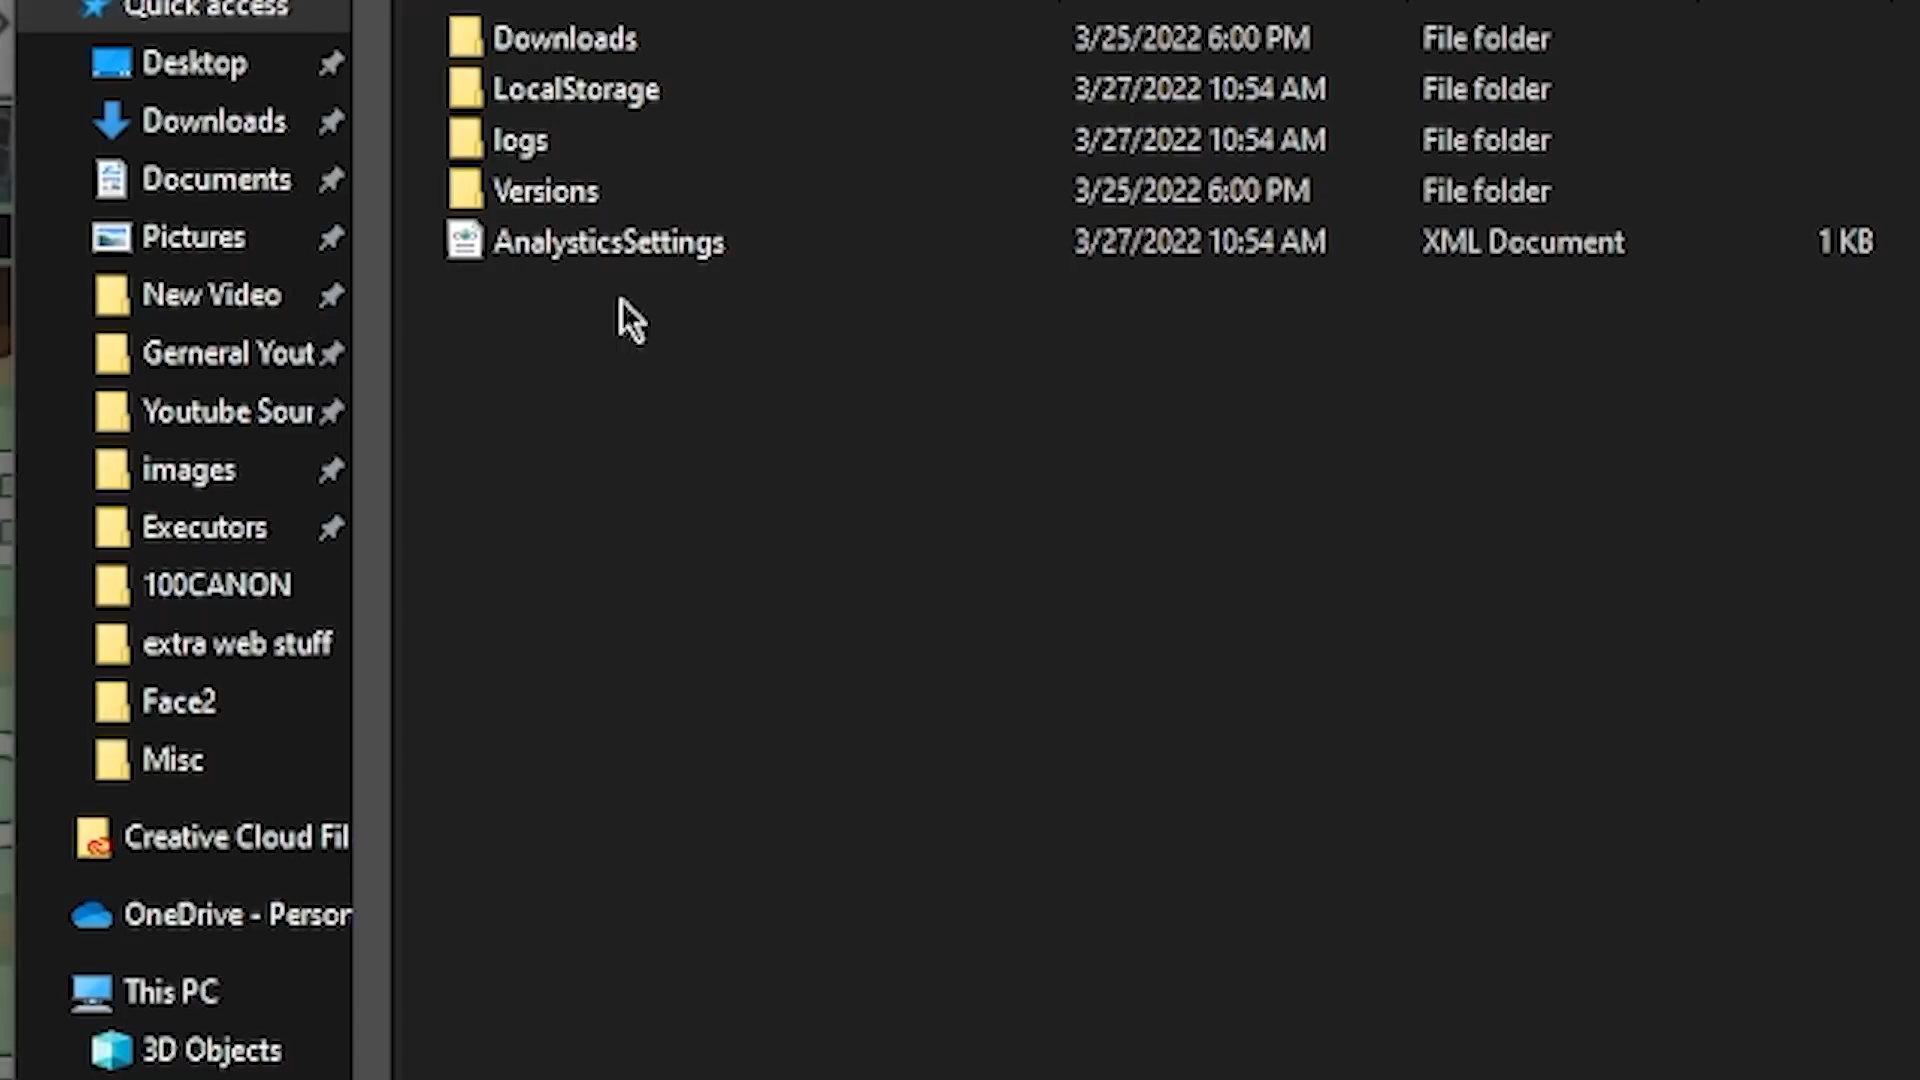 Quick access
Desktop
Downloads
Documents
Pictures
New Video
Gerneral Yout
Youtube Sour
images
Executors
100CANON
extra web stuff
Face2
Misc
Creative Cloud Fil
OneDrive - Person
This PC
3D Objects
Downloads 3/25/2022 6:00 PM File folder
LocalStorage 3/27/2022 10:54 AM File folder
logs 3/27/2022 10:54 AM File folder
Versions 3/25/2022 6:00 PM File folder
AnalysticsSettings 3/27/2022 10:54 AM XML Document 1 KB